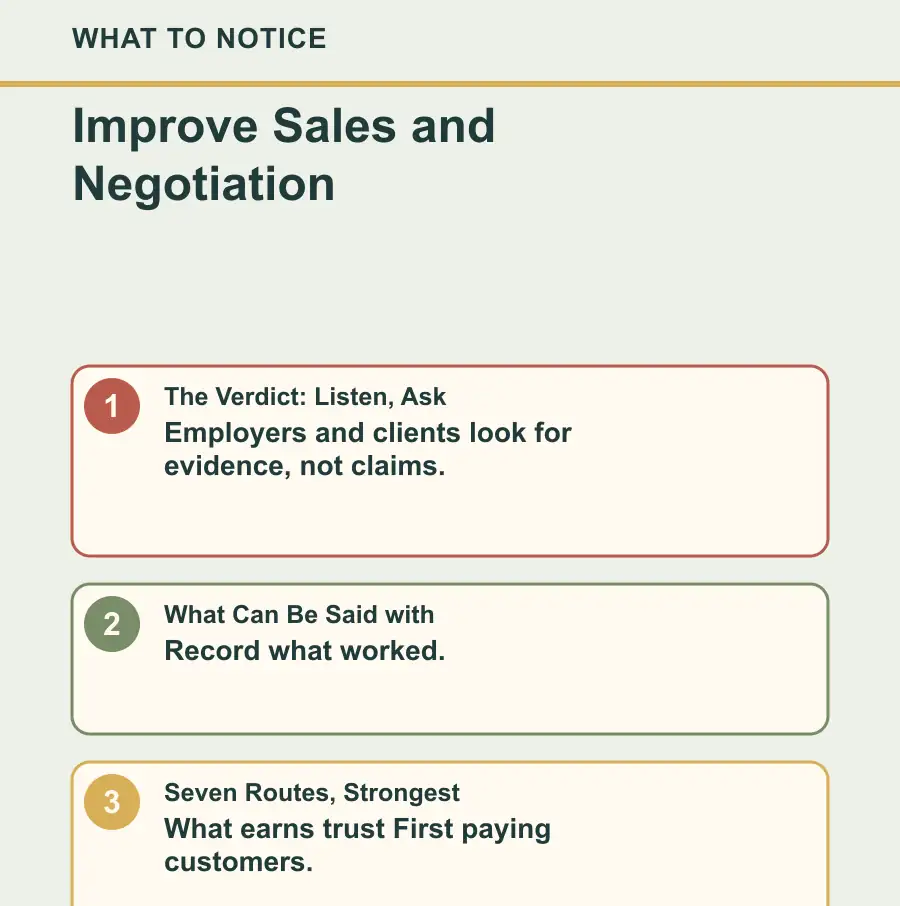 WHAT TO NOTICE
Improve Sales and
Negotiation
1
The Verdict: Listen, Ask
Employers and clients look for
evidence, not claims.
2
What Can Be Said with
Record what worked.
3
Seven Routes, Strongest
What earns trust First paying
customers.